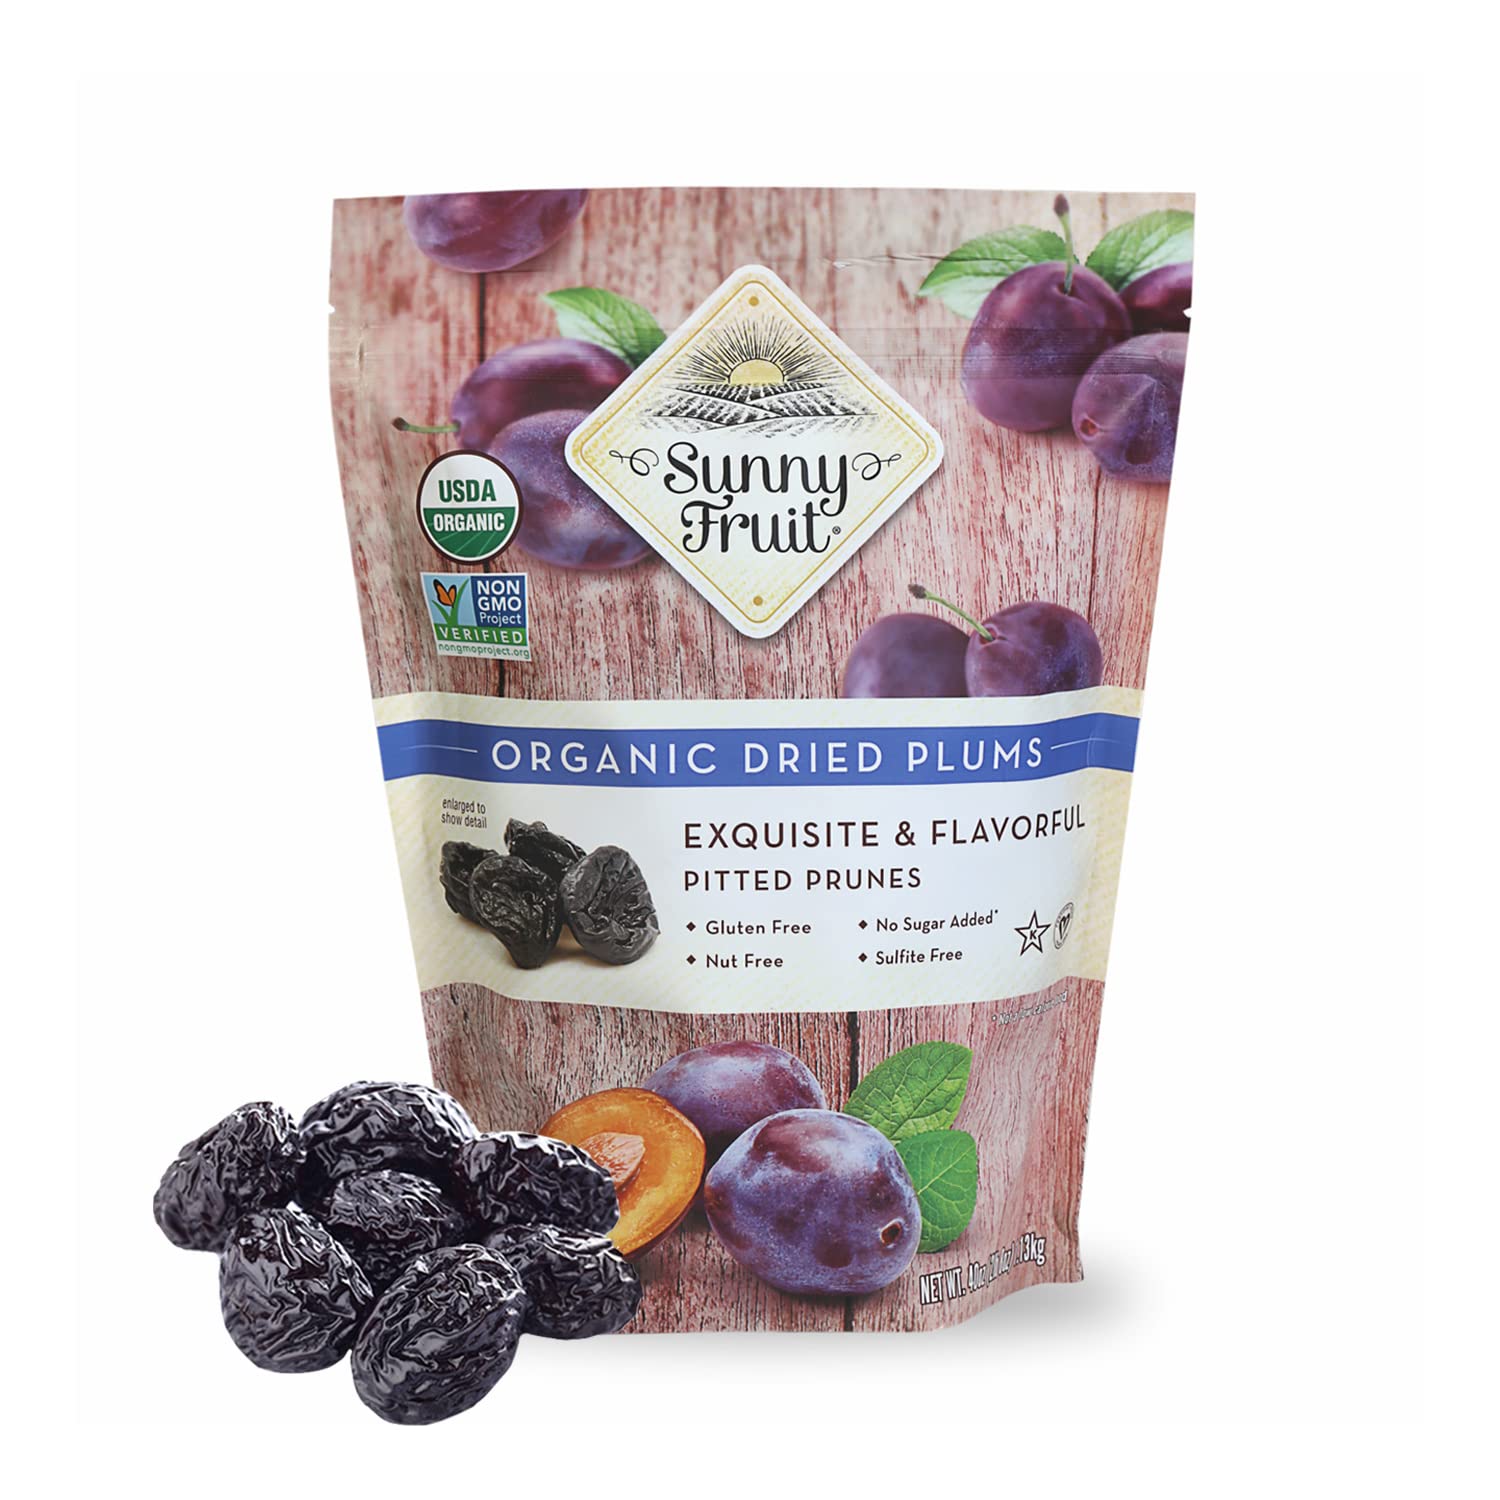 Sunny
Fruit®
USDA
ORGANIC
NON
GMO
Project
VERIFIED
nongmoproject.org
ORGANIC DRIED PLUMS
enlarged to
show detail
EXQUISITE & FLAVORFUL
PITTED PRUNES
Gluten Free
No Sugar Added*
Nut Free
Sulfite Free
K
NET WT. 40oz